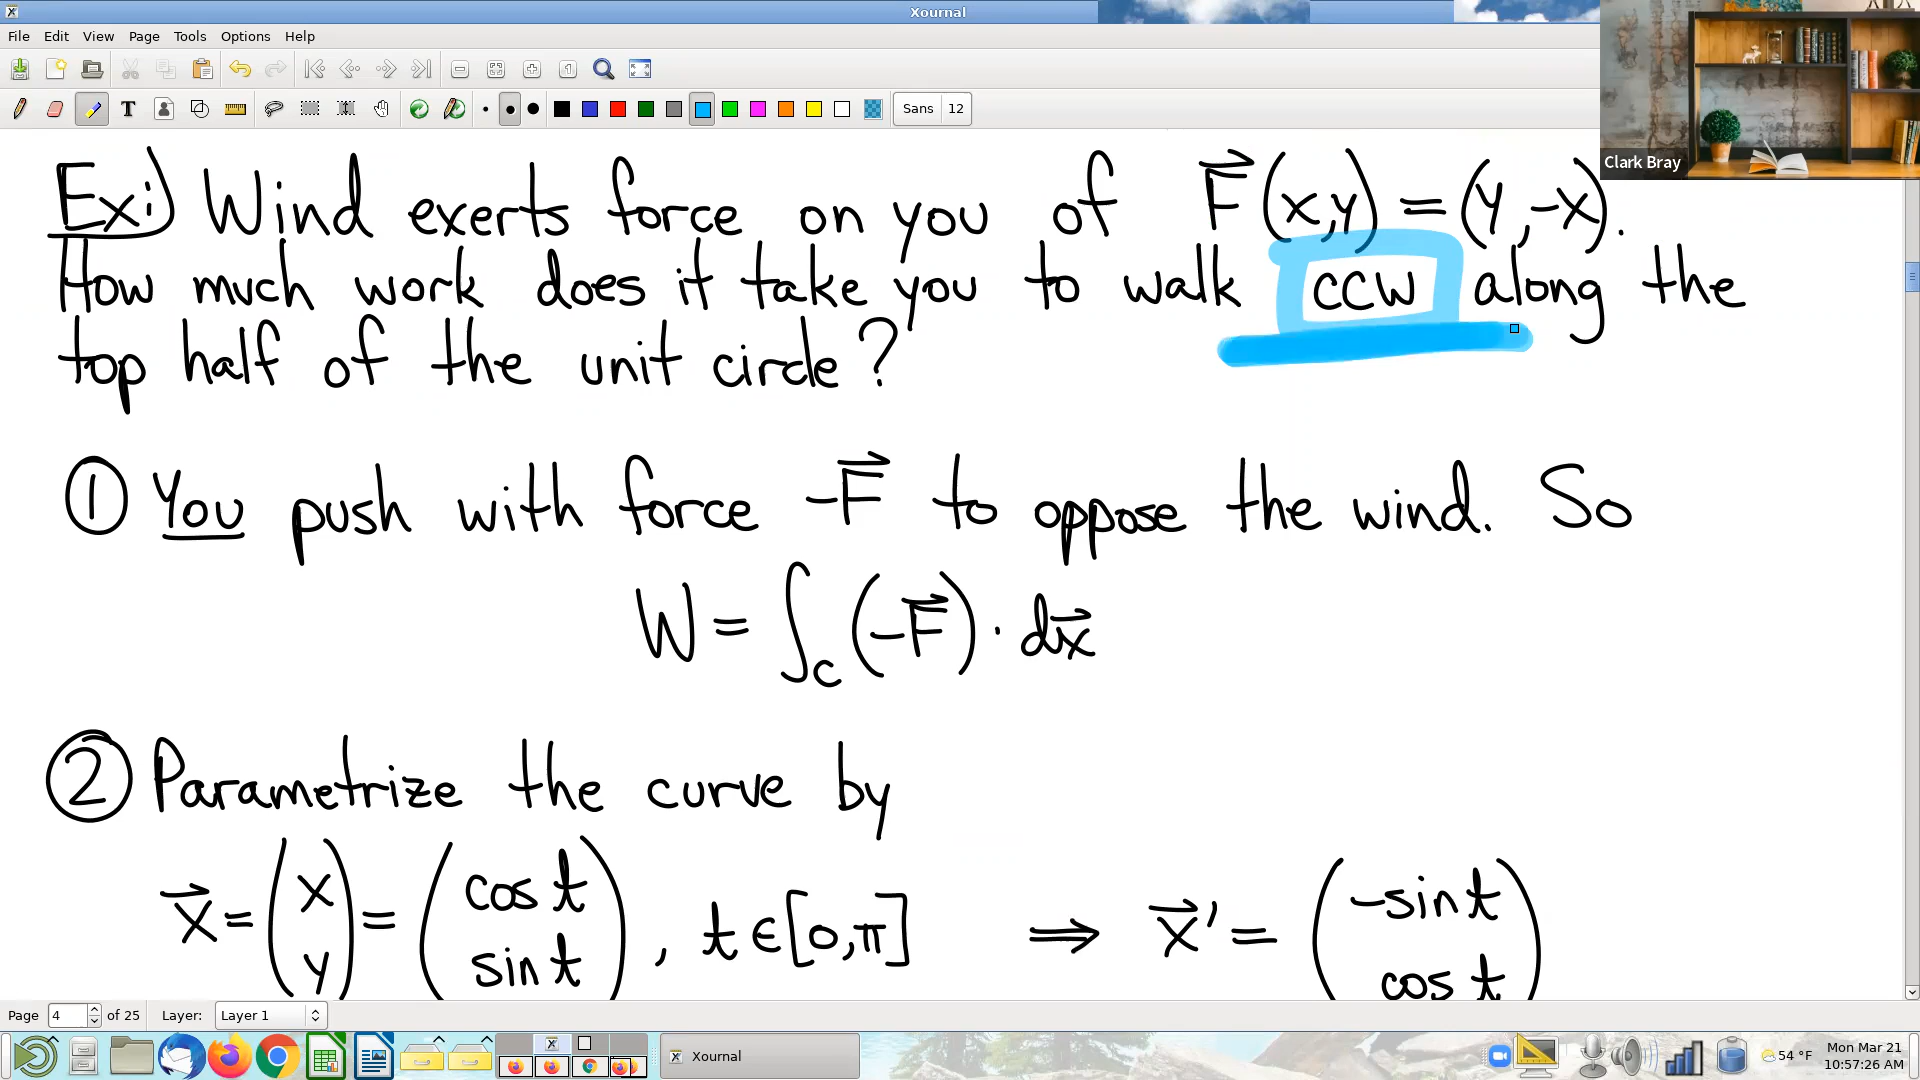 Xournal
File Edit View Page Tools Options Help
Sans 12
Clark Bray
Ex: Wind exerts force on you of F⃗(x,y) = (y,-x).
How much work does it take you to walk ccw along the
top half of the unit circle?
① You push with force -F⃗ to oppose the wind. So
W = ∫_C (-F⃗) · dx⃗
② Parametrize the curve by
x⃗ = (x y) = (cos t sin t), t ∈ [0,π] ⟹ x⃗' = (-sin t cos t)
Page 4 of 25 Layer: Layer 1
Xournal
54 °F
Mon Mar 21
10:57:26 AM